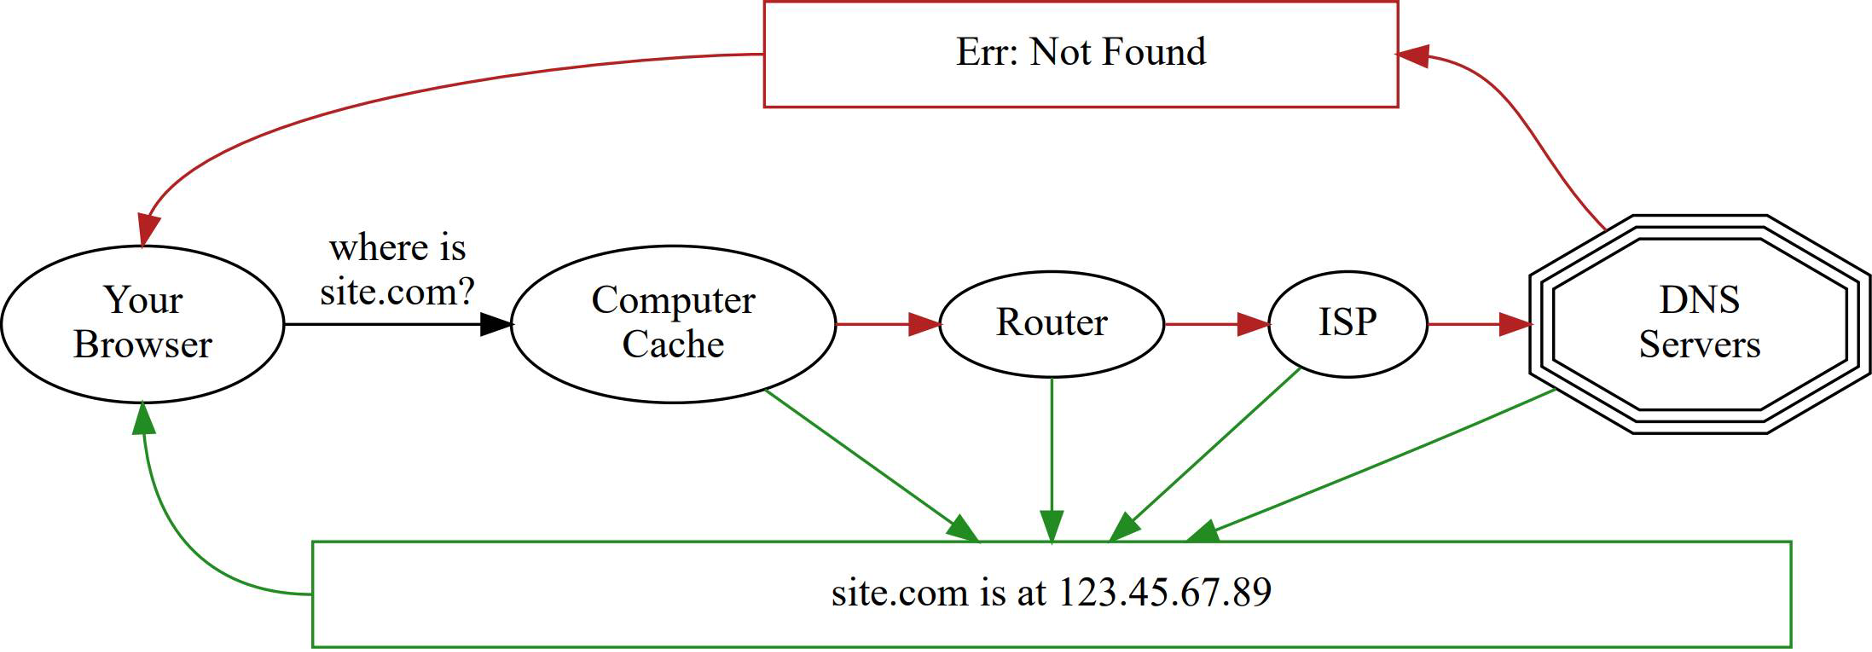 Err: Not Found
where is
site.com?
Your
Browser
Computer
Cache
Router
ISP
DNS
Servers
site.com is at 123.45.67.89